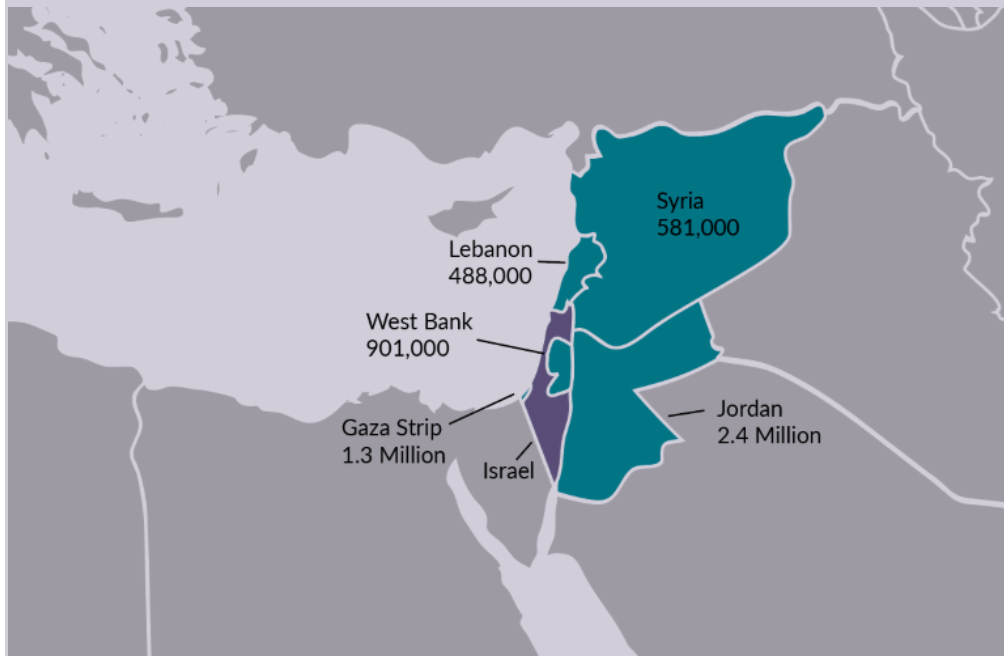 Syria
581,000
Lebanon
488,000
West Bank
901,000
Gaza Strip
1.3 Million
Israel
Jordan
2.4 Million